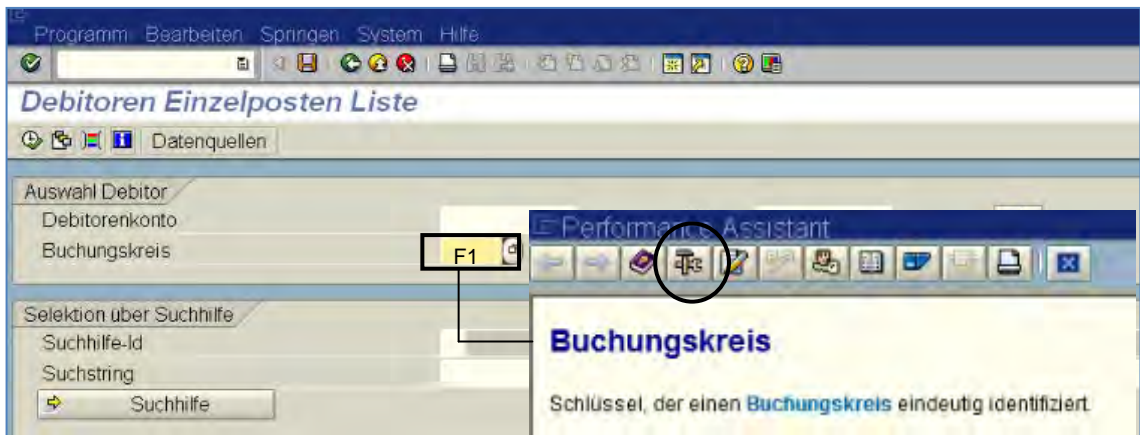 Programm Bearbeiten Springen System Hilfe
Debitoren Einzelposten Liste
Datenquellen
Auswahl Debitor
Debitorenkonto
Buchungskreis
F1
Selektion über Suchhilfe
Suchhilfe-Id
Suchstring
Suchhilfe
Performance Assistant
Buchungskreis
Schlüssel, der einen Buchungskreis eindeutig identifiziert.